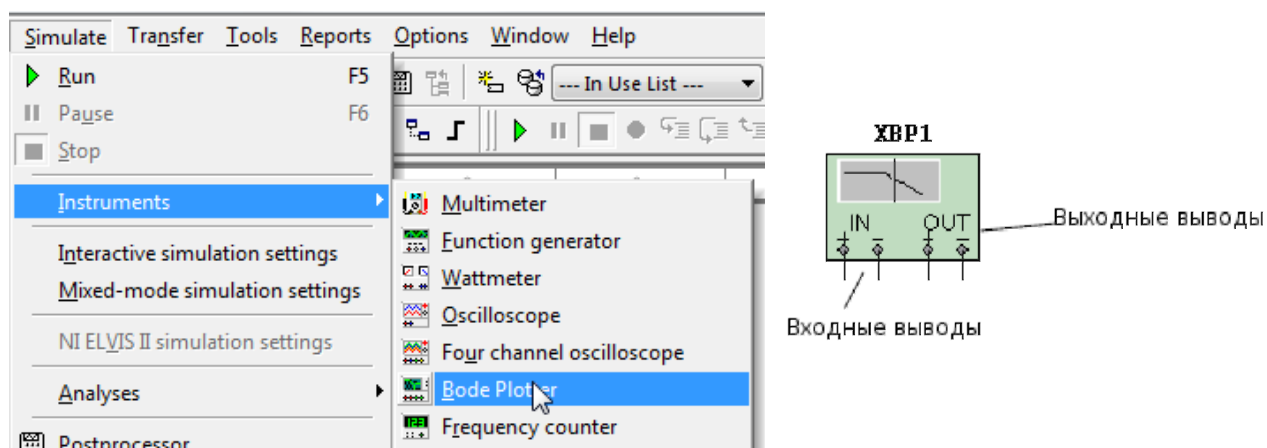 Simulate Transfer Tools Reports Options Window Help
Run F5
Pause F6
Stop
Instruments
Interactive simulation settings
Mixed-mode simulation settings
NI ELVIS II simulation settings
Analyses
Postprocessor
--- In Use List ---
Multimeter
Function generator
Wattmeter
Oscilloscope
Four channel oscilloscope
Bode Plotter
Frequency counter
XBP1
IN OUT
+ − + −
Выходные выводы
Входные выводы